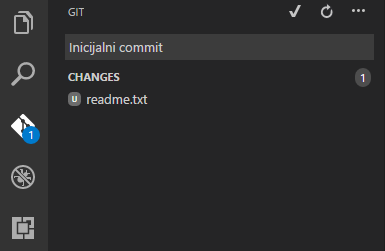 GIT
Inicijalni commit
CHANGES 1
U readme.txt
1